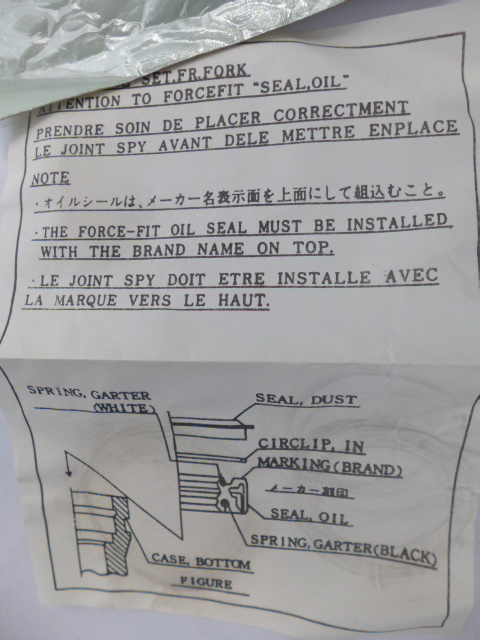 SET,FR,FORK
ATTENTION TO FORCEFIT "SEAL,OIL"
PRENDRE SOIN DE PLACER CORRECTMENT
LE JOINT SPY AVANT DELE METTRE ENPLACE
NOTE
・オイルシールは、メーカー名表示面を上面にして組込むこと。
・THE FORCE-FIT OIL SEAL MUST BE INSTALLED
WITH THE BRAND NAME ON TOP.
・LE JOINT SPY DOIT ETRE INSTALLE AVEC
LA MARQUE VERS LE HAUT.
SPRING, GARTER
(WHITE)
SEAL, DUST
CIRCLIP, IN
MARKING(BRAND)
メーカー刻印
SEAL, OIL
SPRING, GARTER(BLACK)
CASE, BOTTOM
FIGURE